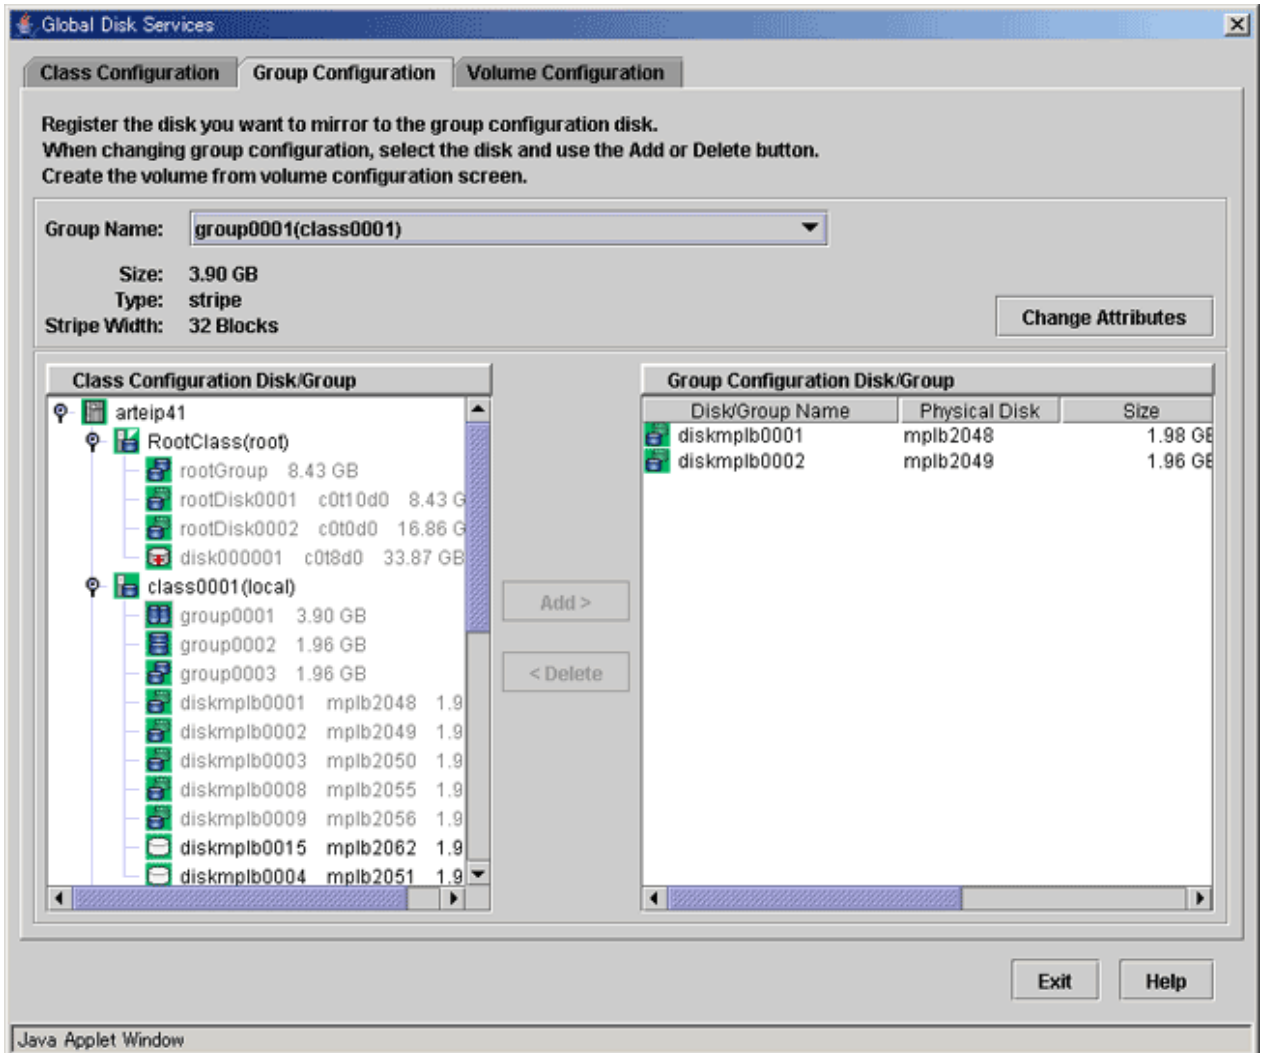 Global Disk Services
Class Configuration Group Configuration Volume Configuration
Register the disk you want to mirror to the group configuration disk.
When changing group configuration, select the disk and use the Add or Delete button.
Create the volume from volume configuration screen.
Group Name: group0001(class0001)
Size: 3.90 GB
Type: stripe
Stripe Width: 32 Blocks
Change Attributes
Class Configuration Disk/Group
arteip41
RootClass(root)
rootGroup 8.43 GB
rootDisk0001 c0t10d0 8.43 G
rootDisk0002 c0t0d0 16.86 G
disk000001 c0t8d0 33.87 GB
class0001(local)
group0001 3.90 GB
group0002 1.96 GB
group0003 1.96 GB
diskmplb0001 mplb2048 1.9
diskmplb0002 mplb2049 1.9
diskmplb0003 mplb2050 1.9
diskmplb0008 mplb2055 1.9
diskmplb0009 mplb2056 1.9
diskmplb0015 mplb2062 1.9
diskmplb0004 mplb2051 1.9
Add >
< Delete
Group Configuration Disk/Group
Disk/Group Name Physical Disk Size
diskmplb0001 mplb2048 1.98 GB
diskmplb0002 mplb2049 1.96 GB
Exit Help
Java Applet Window